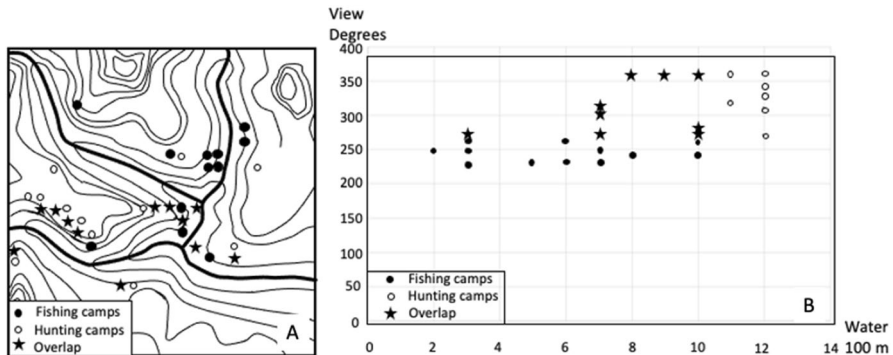 View
Degrees
400
350
300
250
200
150
100
50
0
0 2 4 6 8 10 12 14
Water
100 m
Fishing camps
Hunting camps
Overlap
A
Fishing camps
Hunting camps
Overlap
B